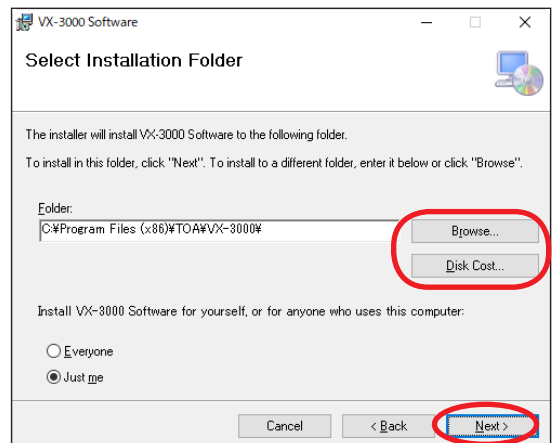 VX-3000 Software
Select Installation Folder
The installer will install VX-3000 Software to the following folder.
To install in this folder, click "Next". To install to a different folder, enter it below or click "Browse".
Folder:
C:¥Program Files (x86)¥TOA¥VX-3000¥
Browse...
Disk Cost...
Install VX-3000 Software for yourself, or for anyone who uses this computer:
Everyone
Just me
Cancel
< Back
Next >